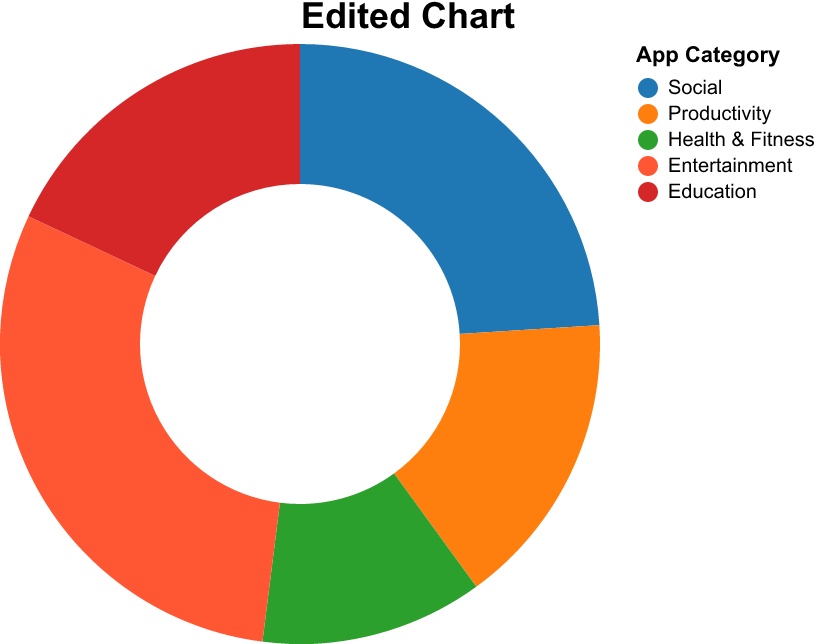 Edited Chart
App Category
Social
Productivity
Health & Fitness
Entertainment
Education